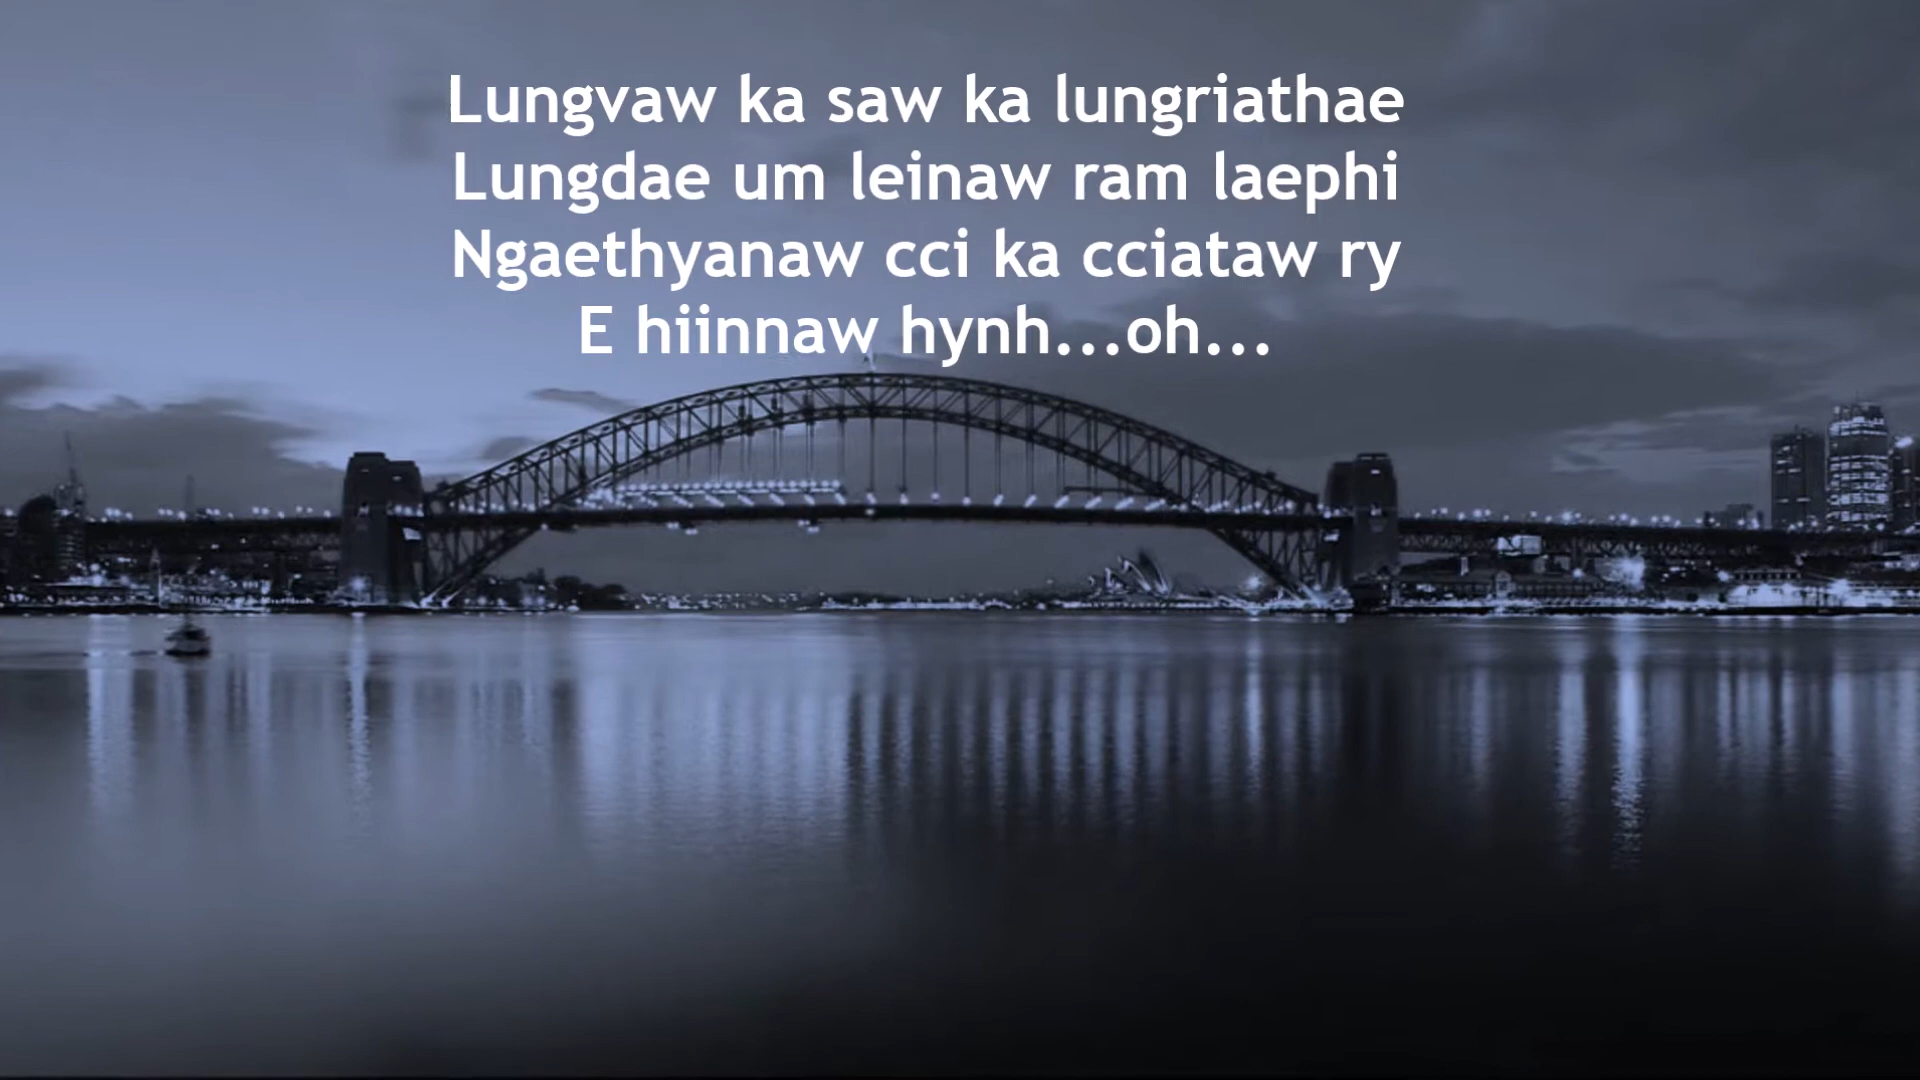 Lungvaw ka saw ka lungriathae
Lungdae um leinaw ram laephi
Ngaethyanaw cci ka cciataw ry
E hiinnaw hynh...oh...